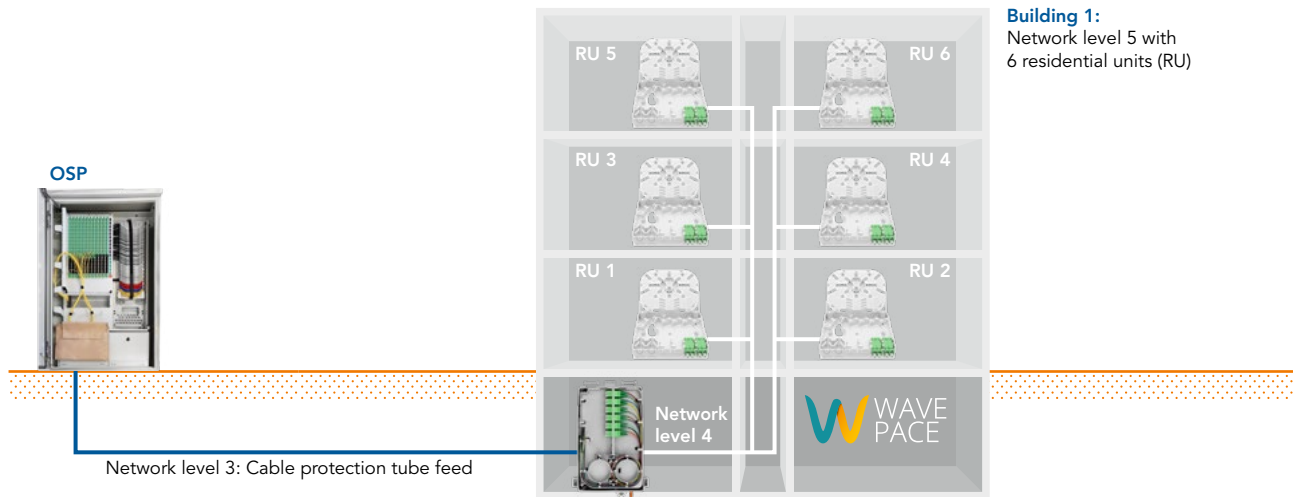 Building 1:
Network level 5 with
6 residential units (RU)
RU 5
RU 6
RU 3
RU 4
OSP
RU 1
RU 2
Network
level 4
WAVE
PACE
Network level 3: Cable protection tube feed